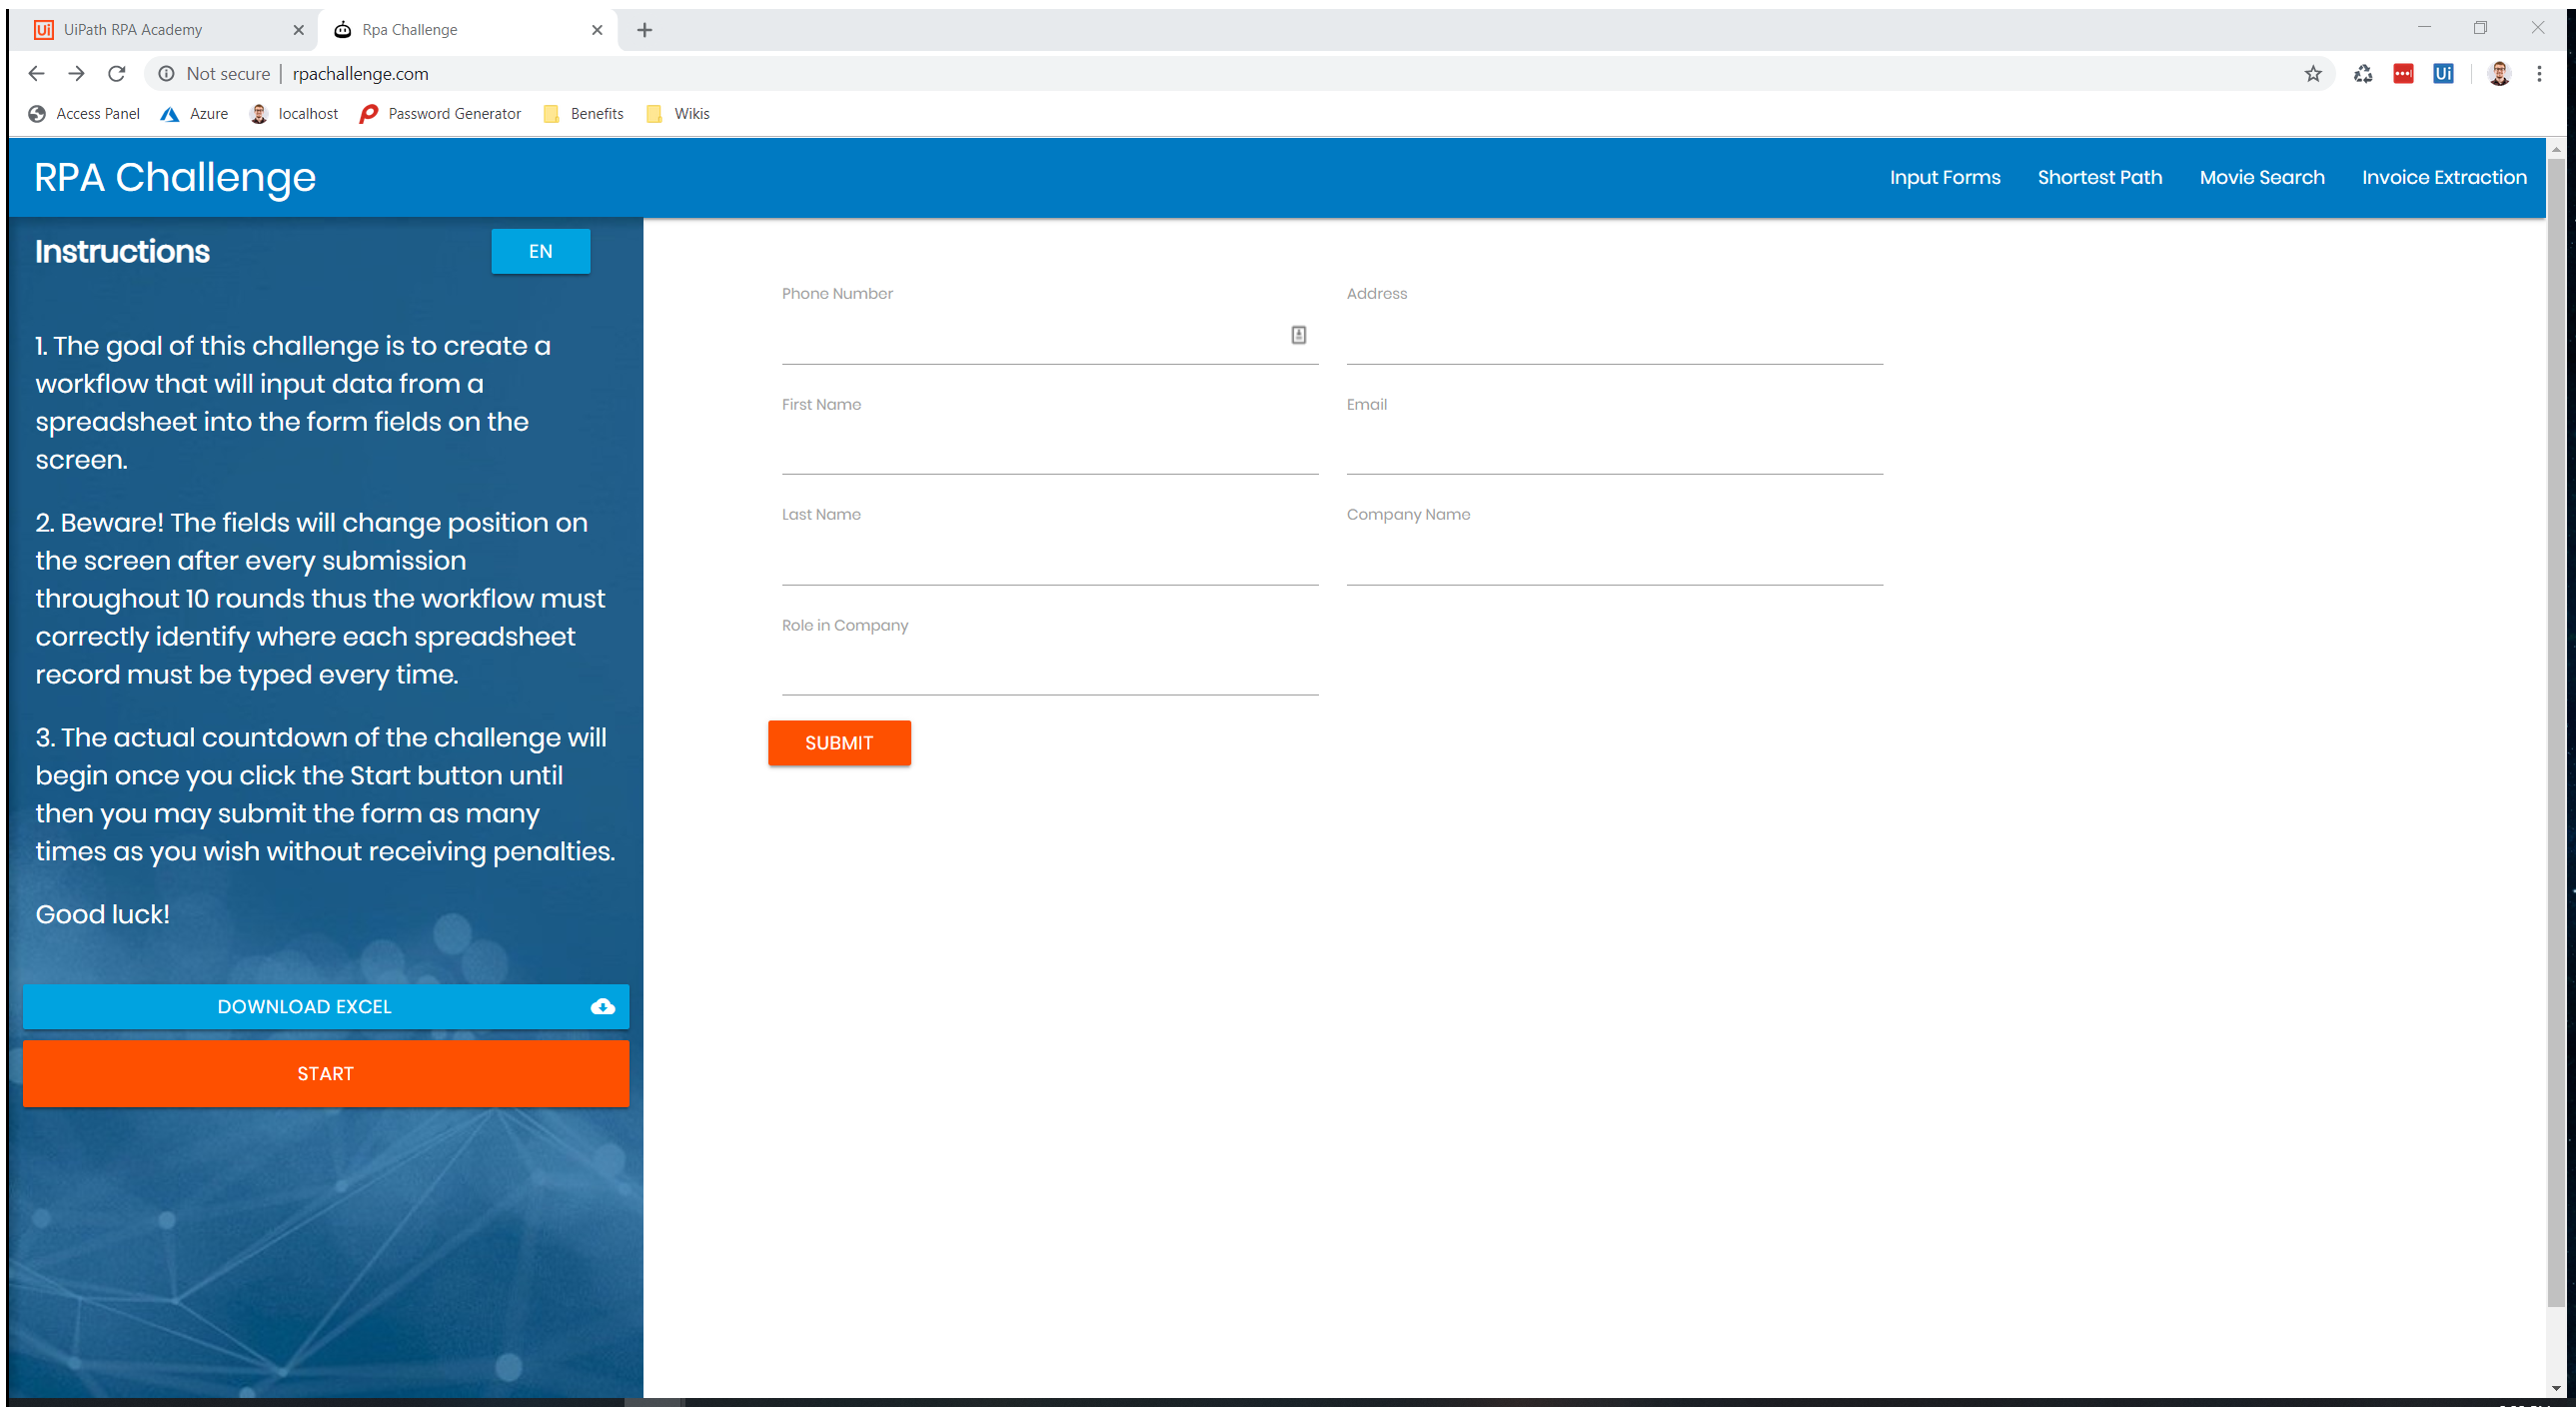 Ui UiPath RPA Academy Rpa Challenge
Not secure | rpachallenge.com
Ui
Access Panel Azure localhost Password Generator Benefits Wikis
RPA Challenge Input Forms Shortest Path Movie Search Invoice Extraction
Instructions EN
1. The goal of this challenge is to create a
workflow that will input data from a
spreadsheet into the form fields on the
screen.
2. Beware! The fields will change position on
the screen after every submission
throughout 10 rounds thus the workflow must
correctly identify where each spreadsheet
record must be typed every time.
3. The actual countdown of the challenge will
begin once you click the Start button until
then you may submit the form as many
times as you wish without receiving penalties.
Good luck!
DOWNLOAD EXCEL
START
Phone Number Address
First Name Email
Last Name Company Name
Role in Company
SUBMIT